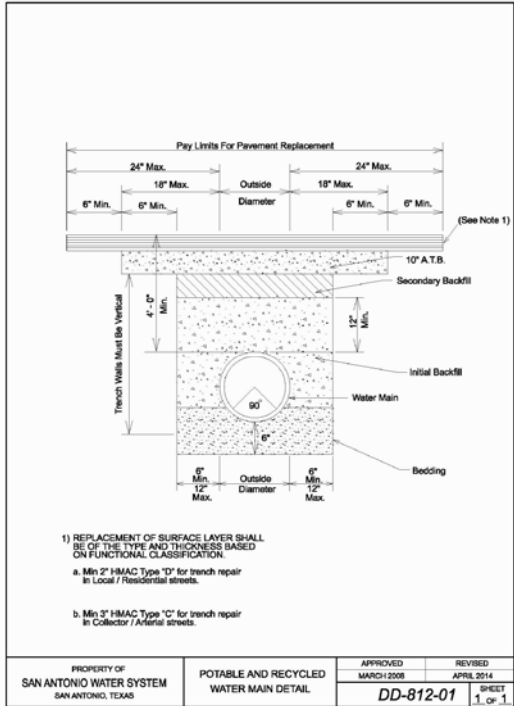 Pay Limits For Pavement Replacement
24" Max.
24" Max.
18" Max.
Outside
Diameter
18" Max.
6" Min.
6" Min.
6" Min.
6" Min.
(See Note 1)
10" A.T.B.
Secondary Backfill
4' - 0"
Min.
12"
Min.
Trench Walls Must Be Vertical
Initial Backfill
Water Main
90°
6"
Bedding
6"
Min.
12"
Max.
Outside
Diameter
6"
Min.
12"
Max.
1) REPLACEMENT OF SURFACE LAYER SHALL
BE OF THE TYPE AND THICKNESS BASED
ON FUNCTIONAL CLASSIFICATION.
a. Min 2" HMAC Type "D" for trench repair
in Local / Residential streets.
b. Min 3" HMAC Type "C" for trench repair
in Collector / Arterial streets.
PROPERTY OF
SAN ANTONIO WATER SYSTEM
SAN ANTONIO, TEXAS
POTABLE AND RECYCLED
WATER MAIN DETAIL
APPROVED
MARCH 2008
REVISED
APRIL 2014
DD-812-01
SHEET
1 OF 1